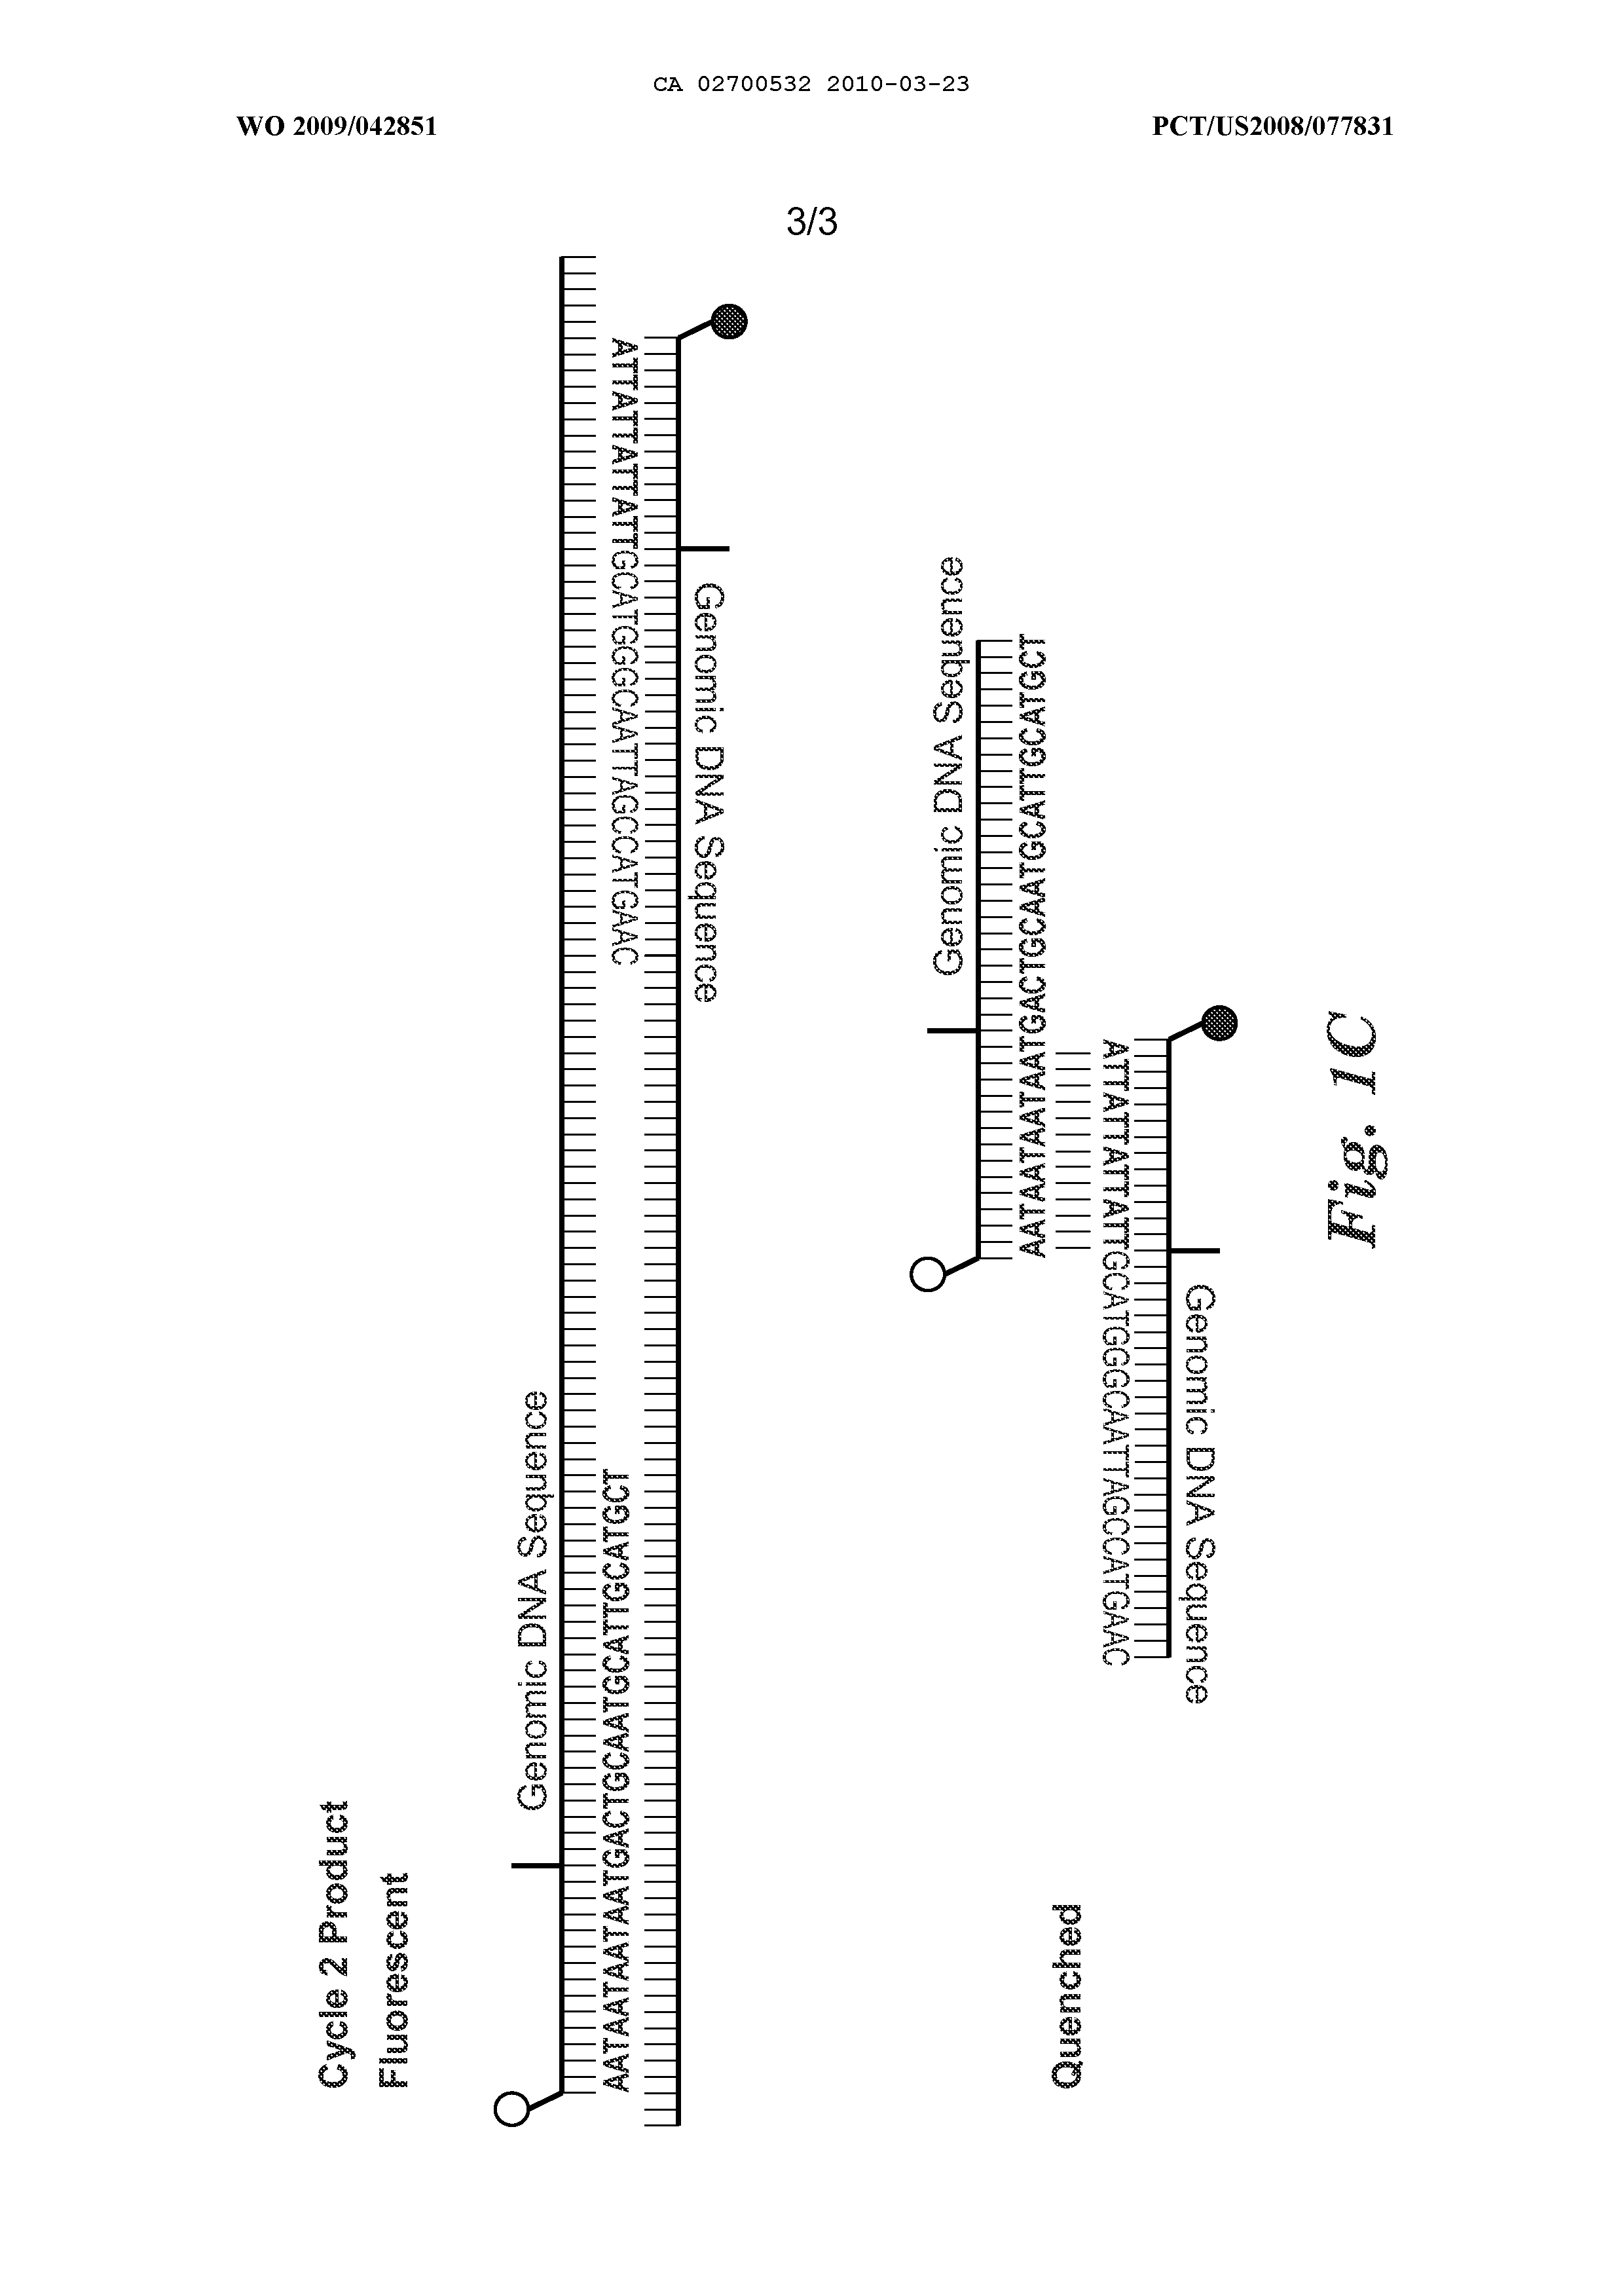 CA 02700532 2010-03-23
WO 2009/042851
PCT/US2008/077831
3/3
Cycle 2 Product
Fluorescent
Genomic DNA Sequence
AATAATAATAATGACTGCAATGCATTGCATGCT
ATTATTATTATTGCATGGGCAATTAGCCATGAAC
Genomic DNA Sequence
Quenched
Genomic DNA Sequence
AATAATAATAATGACTGCAATGCATTGCATGCT
ATTATTATTATTGCATGGGCAATTAGCCATGAAC
Genomic DNA Sequence
Fig. 1C